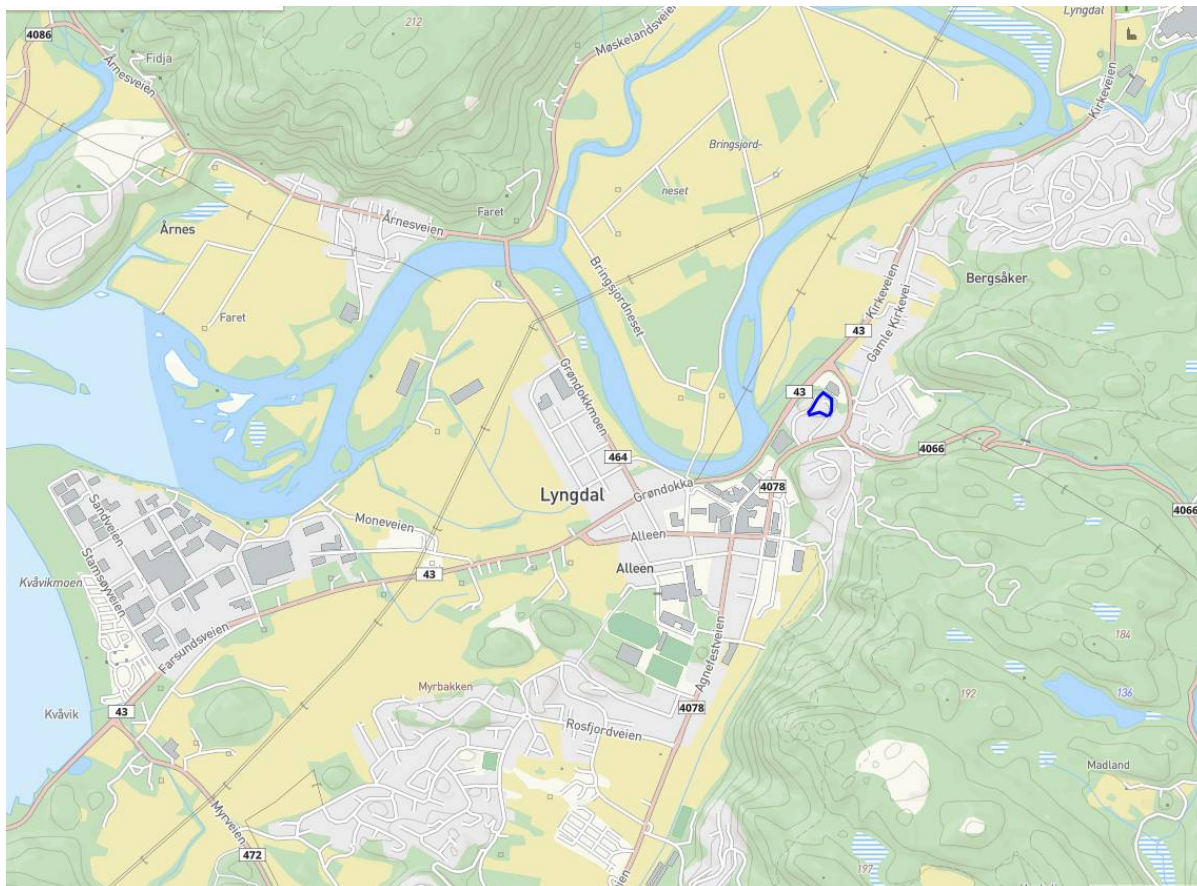 212
Lyngdal
4086
Fidja
Møskelandsveien
Årnesveien
Kirkeveien
Bringsjord-
neset
Faret
Årnesveien
Årnes
Bringsjordneset
Bergsåker
Kirkeveien
Gamle Kirkevei
43
Faret
Grøndokkmoen
43
4066
464
Lyngdal
Grøndokka
4078
4066
Sandveien
Moneveien
Alleen
Stamsøyveien
Kvåvikmoen
43
Alleen
Farsundsveien
184
Agnefestveien
Myrbakken
192
136
Kvåvik
43
4078
Rosfjordveien
Madland
Myrveien
472
197